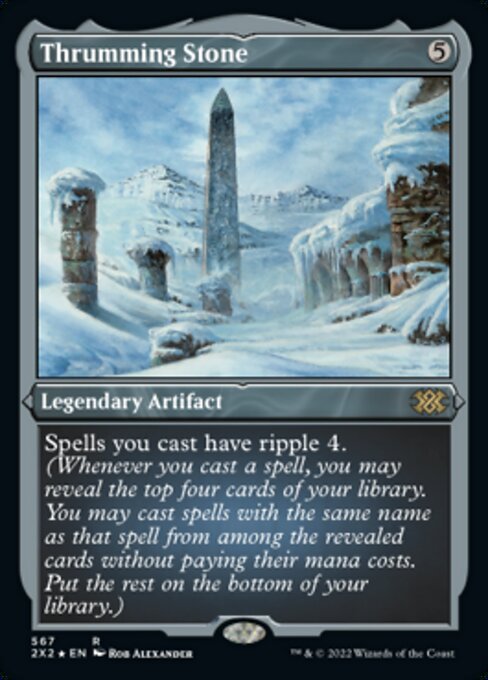 Thrumming Stone 5
Legendary Artifact
Spells you cast have ripple 4.
(Whenever you cast a spell, you may
reveal the top four cards of your library.
You may cast spells with the same name
as that spell from among the revealed
cards without paying their mana costs.
Put the rest on the bottom of your
library.)
567 R
2X2 ★ EN Rob Alexander
™ & © 2022 Wizards of the Coast